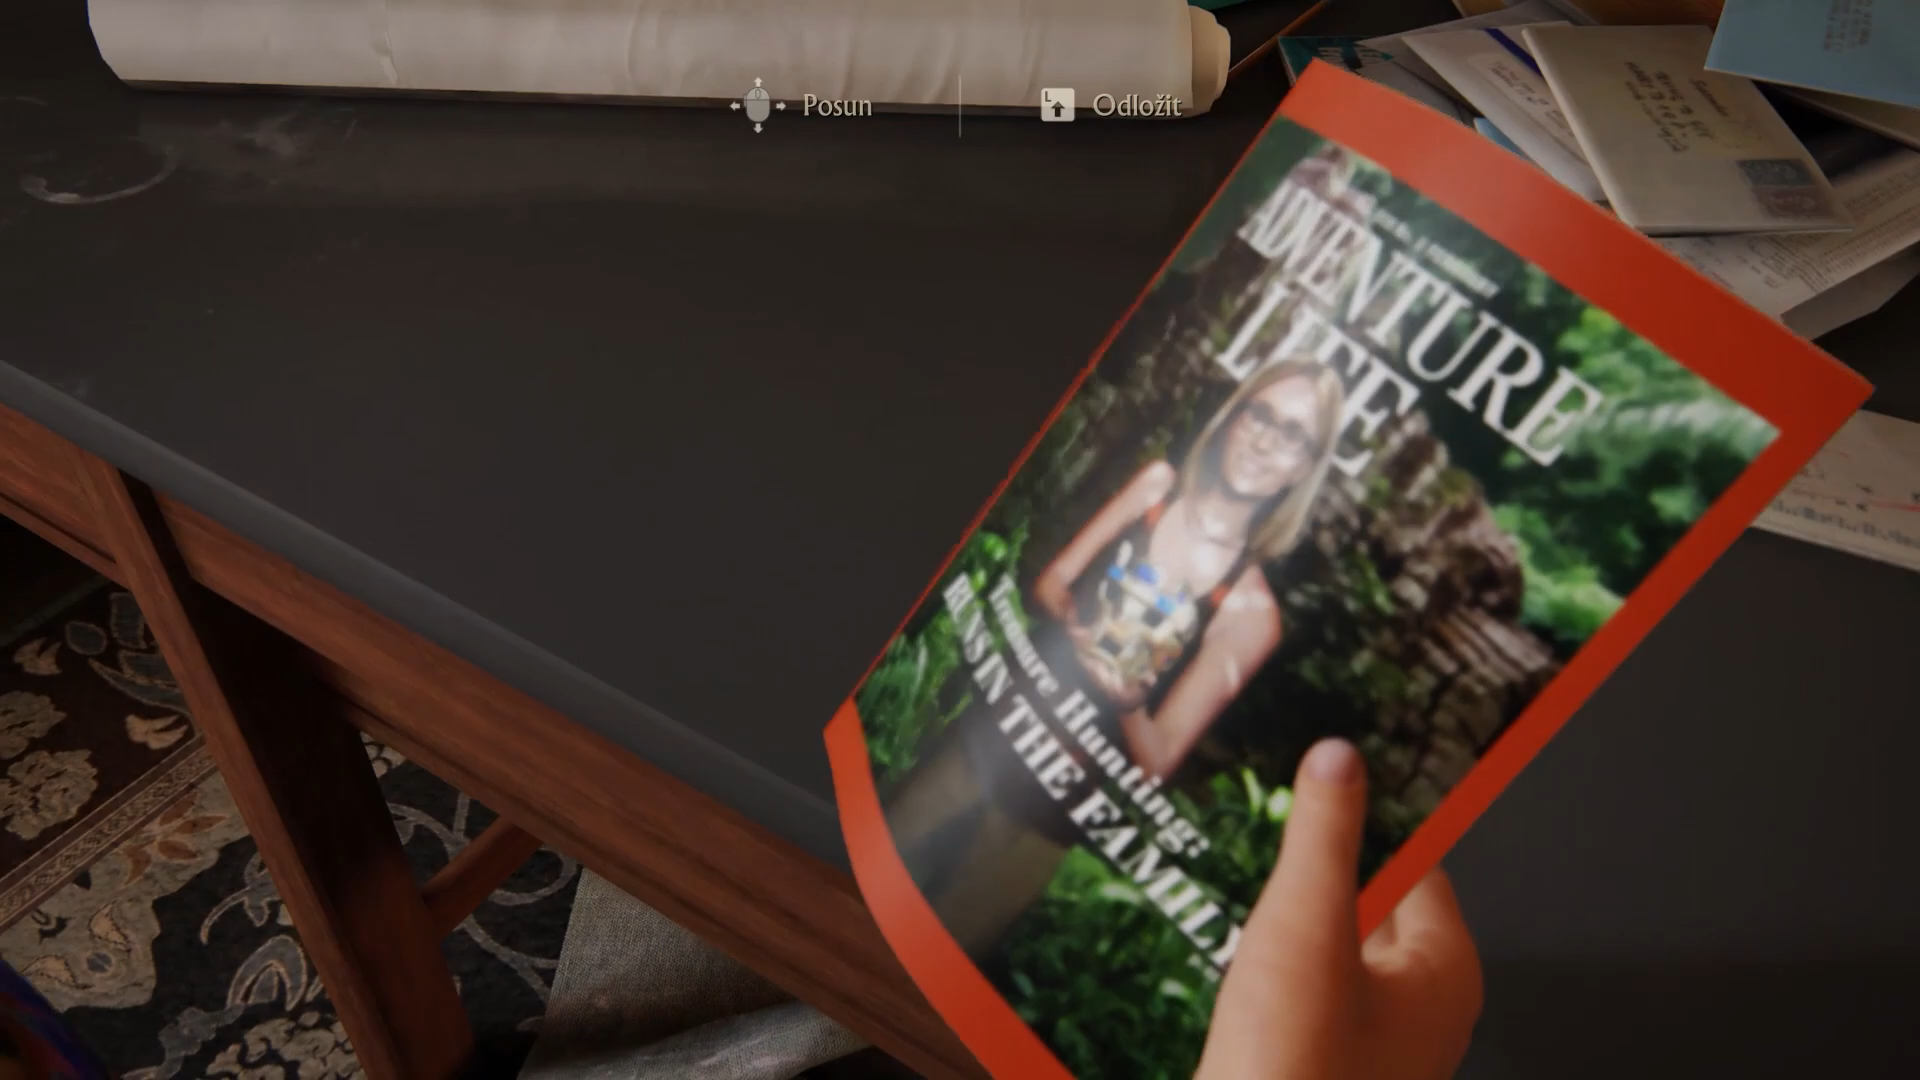 Posun
Odložit
ADVENTURE
LIFE
Treasure Hunting:
RUNS IN THE FAMILY